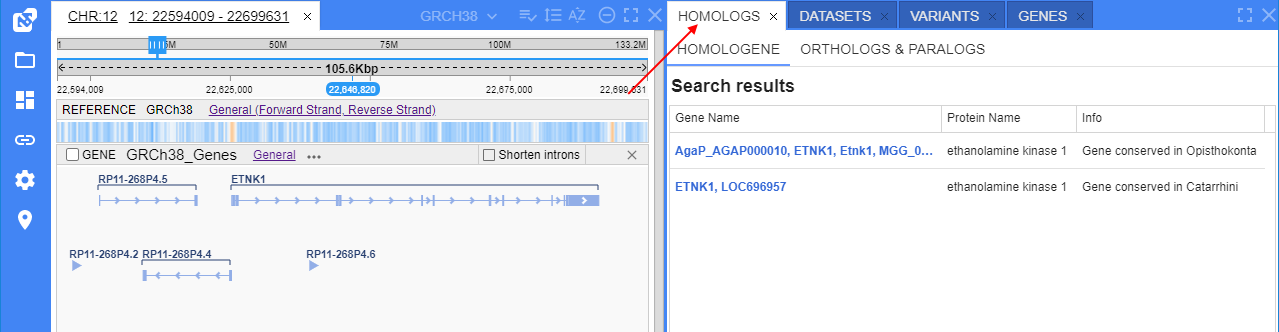 CHR:12 12: 22594009 - 22699631 ×
GRCH38
1 25M 50M 75M 100M 133.2M
105.6Kbp
22,594,000 22,625,000 22,646,820 22,675,000 22,699,631
REFERENCE GRCh38 General (Forward Strand, Reverse Strand)
GENE GRCh38_Genes General ••• Shorten introns ×
RP11-268P4.5 ETNK1
RP11-268P4.2 RP11-268P4.4 RP11-268P4.6
HOMOLOGS × DATASETS × VARIANTS × GENES ×
HOMOLOGENE ORTHOLOGS & PARALOGS
Search results
Gene Name Protein Name Info
AgaP_AGAP000010, ETNK1, Etnk1, MGG_0... ethanolamine kinase 1 Gene conserved in Opisthokonta
ETNK1, LOC696957 ethanolamine kinase 1 Gene conserved in Catarrhini